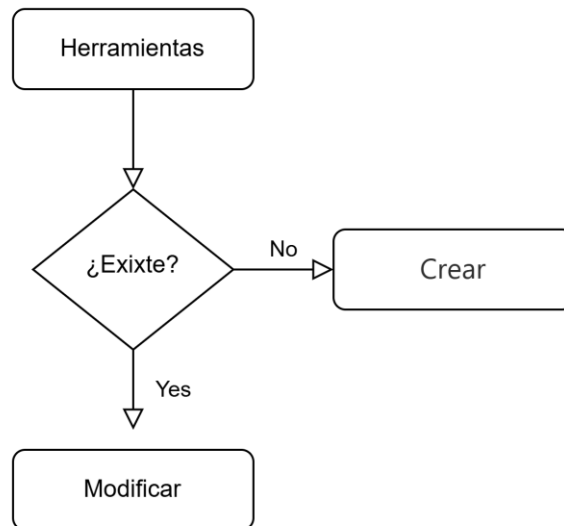 Herramientas
¿Exixte?
No
Crear
Yes
Modificar